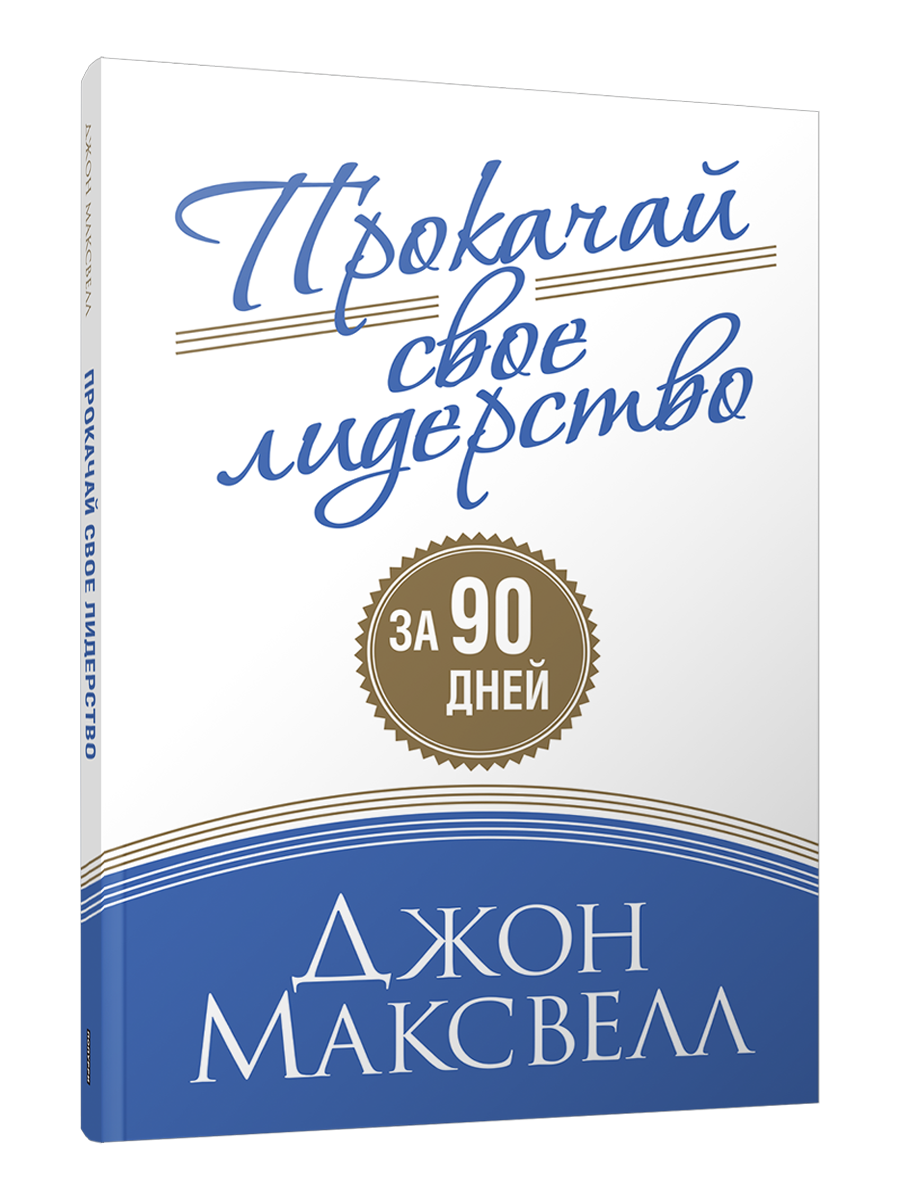 Прокачай
свое
лидерство
ЗА 90
ДНЕЙ
ДЖОН
МАКСВЕЛЛ
ДЖОН МАКСВЕЛЛ
ПРОКАЧАЙ СВОЕ ЛИДЕРСТВО